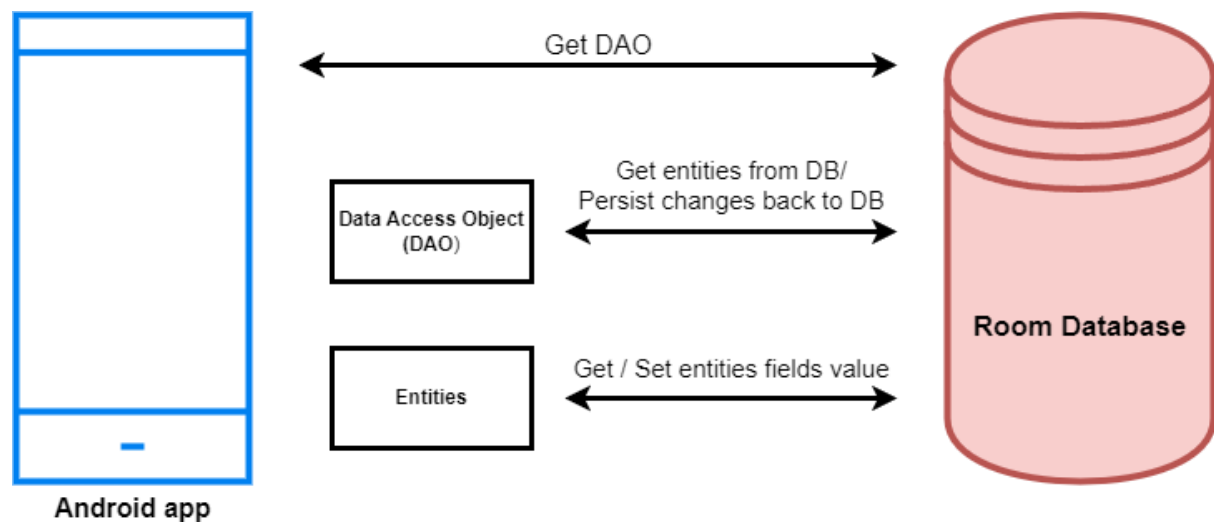 Get DAO
Get entities from DB/
Persist changes back to DB
Data Access Object
(DAO)
Room Database
Get / Set entities fields value
Entities
Android app